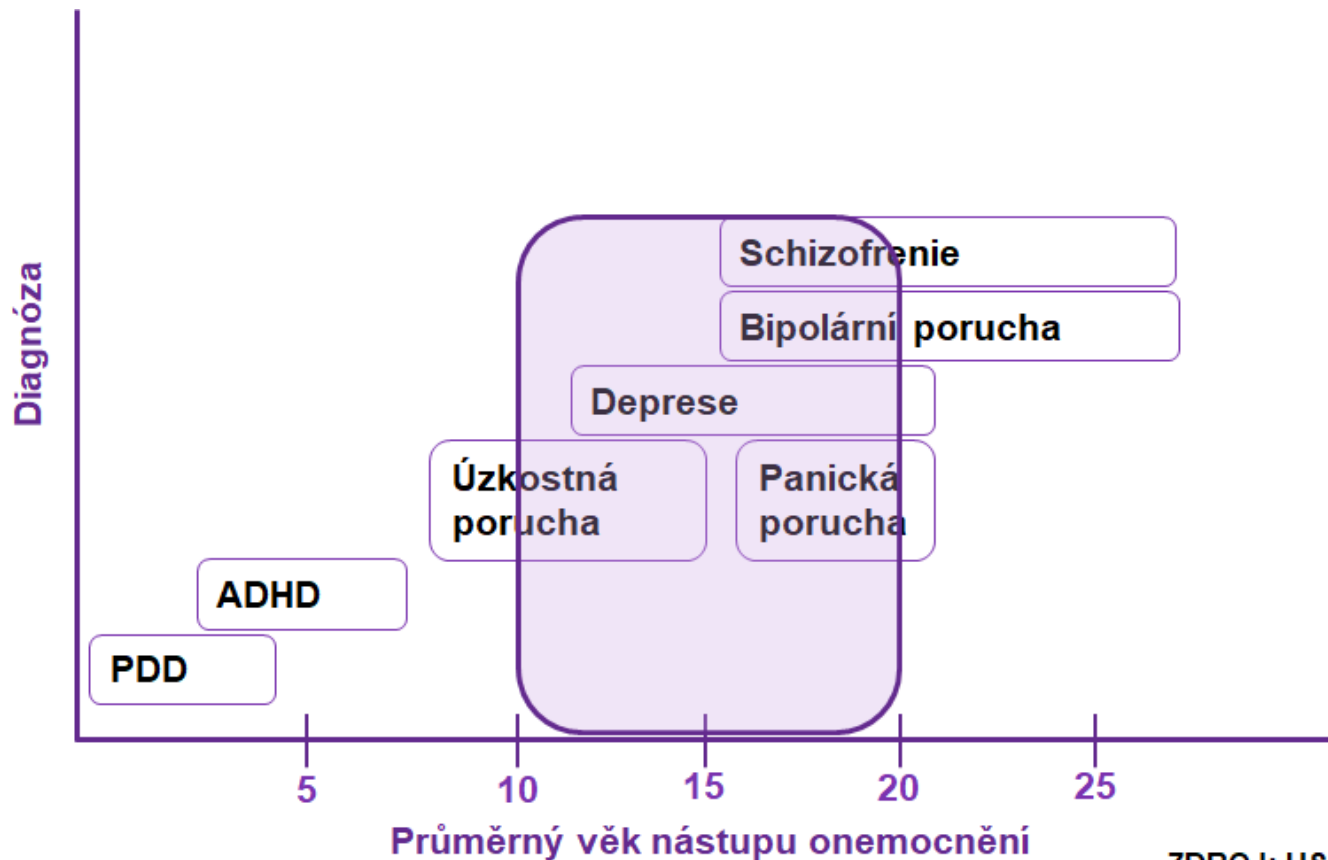 Diagnóza
Schizofrenie
Bipolární porucha
Deprese
Úzkostná
porucha
Panická
porucha
ADHD
PDD
5
10
15
20
25
Průměrný věk nástupu onemocnění